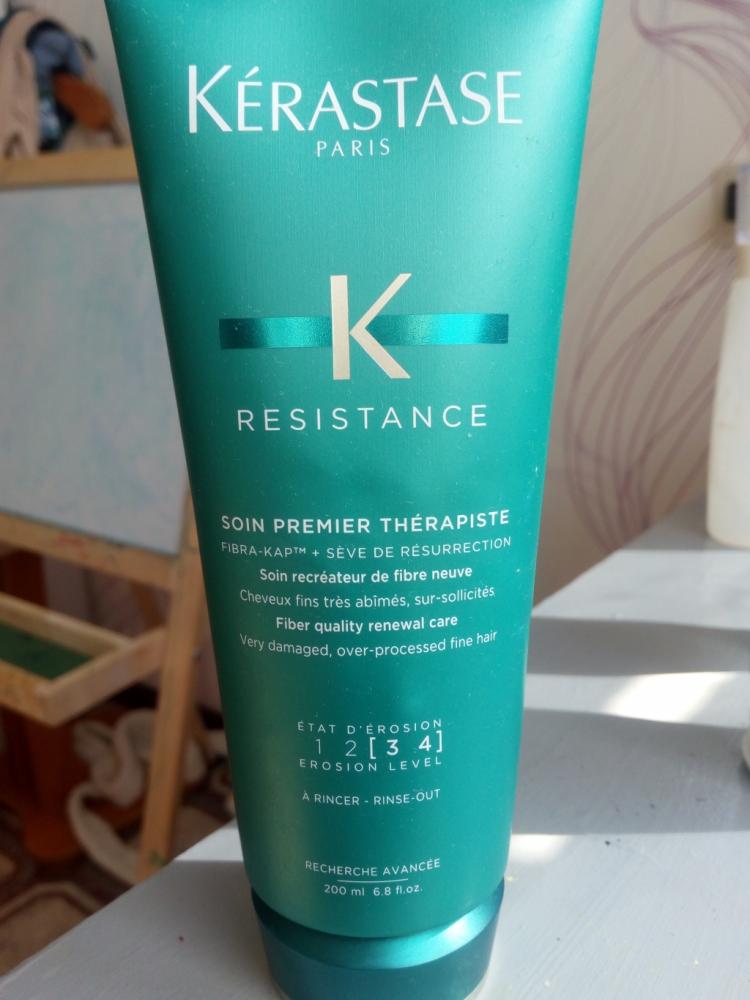 KÉRASTASE
PARIS
K
RESISTANCE
SOIN PREMIER THÉRAPISTE
FIBRA-KAP™ + SÈVE DE RÉSURRECTION
Soin recréateur de fibre neuve
Cheveux fins très abîmés, sur-sollicités
Fiber quality renewal care
Very damaged, over-processed fine hair
ÉTAT D'ÉROSION
1 2 [3 4]
EROSION LEVEL
À RINCER - RINSE-OUT
RECHERCHE AVANCÉE
200 ml 6.8 fl.oz.